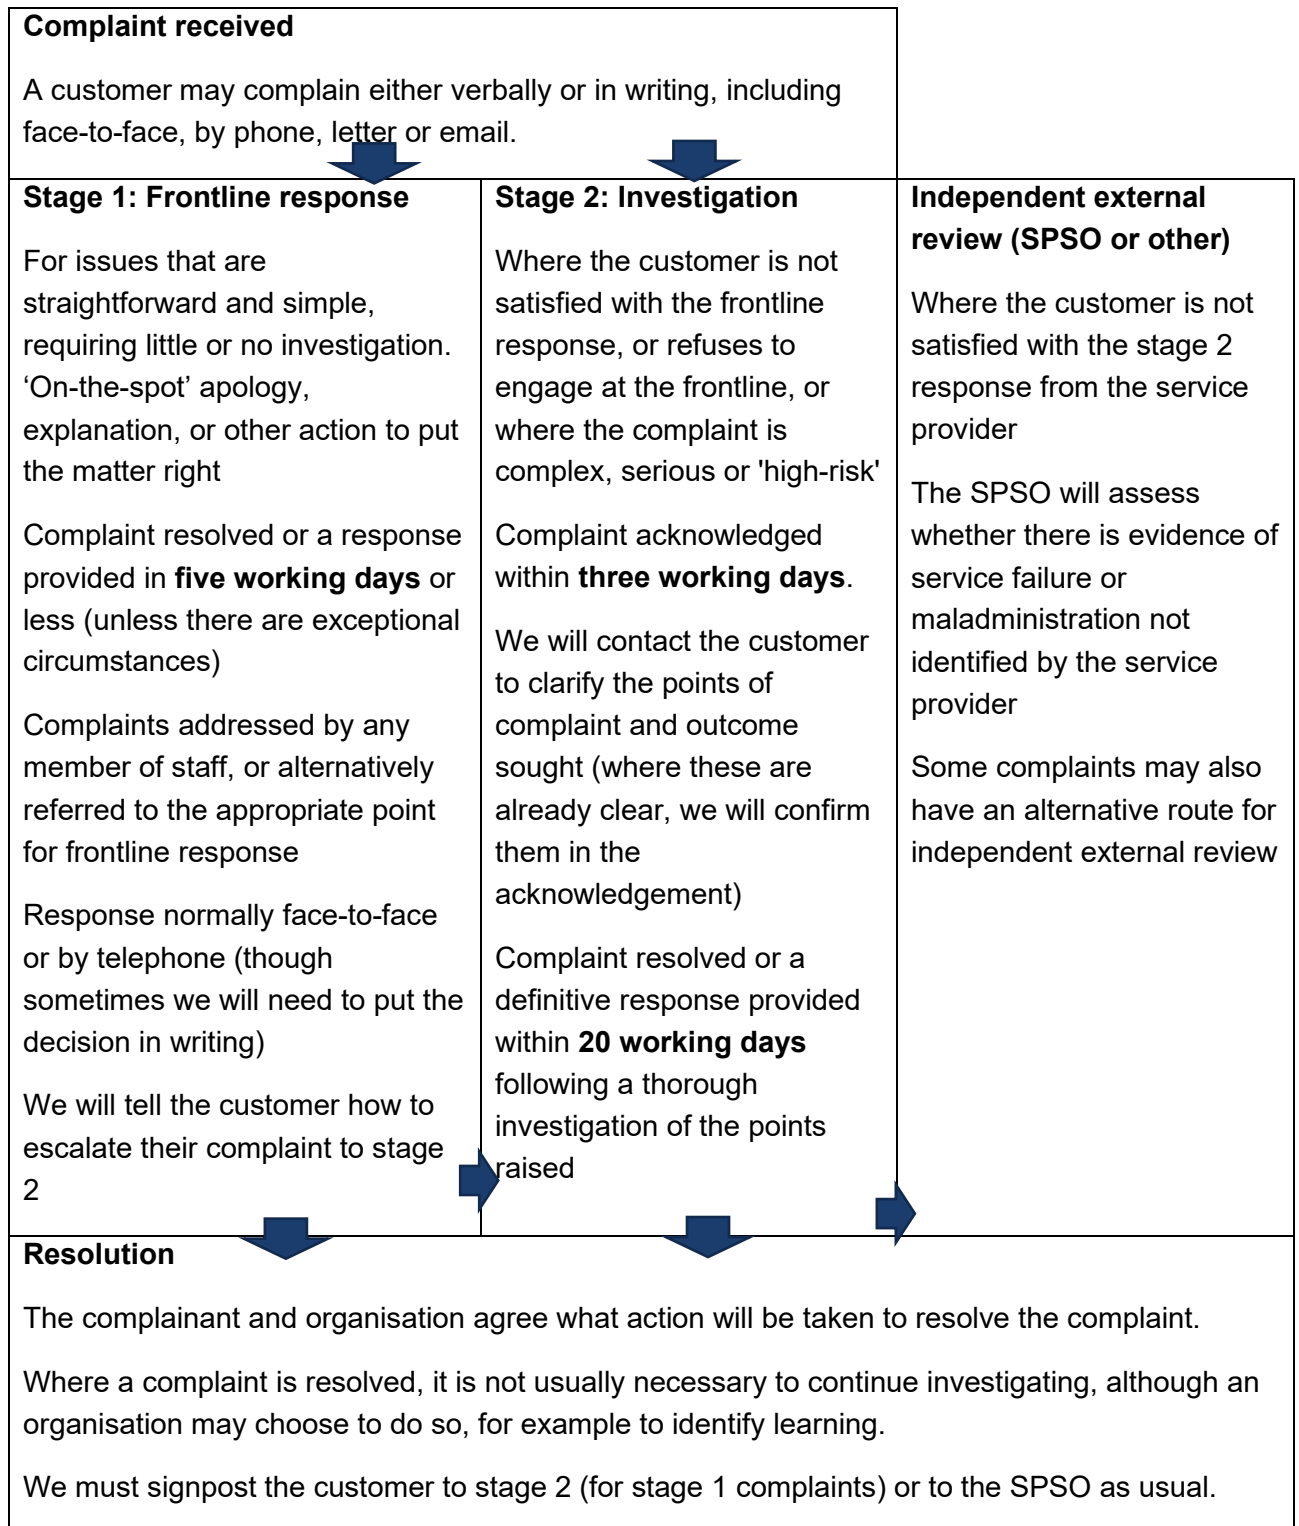 Complaint received
A customer may complain either verbally or in writing, including
face-to-face, by phone, letter or email.
Stage 1: Frontline response
For issues that are
straightforward and simple,
requiring little or no investigation.
‘On-the-spot’ apology,
explanation, or other action to put
the matter right
Complaint resolved or a response
provided in five working days or
less (unless there are exceptional
circumstances)
Complaints addressed by any
member of staff, or alternatively
referred to the appropriate point
for frontline response
Response normally face-to-face
or by telephone (though
sometimes we will need to put the
decision in writing)
We will tell the customer how to
escalate their complaint to stage
2
Stage 2: Investigation
Where the customer is not
satisfied with the frontline
response, or refuses to
engage at the frontline, or
where the complaint is
complex, serious or 'high-risk'
Complaint acknowledged
within three working days.
We will contact the customer
to clarify the points of
complaint and outcome
sought (where these are
already clear, we will confirm
them in the
acknowledgement)
Complaint resolved or a
definitive response provided
within 20 working days
following a thorough
investigation of the points
raised
Independent external
review (SPSO or other)
Where the customer is not
satisfied with the stage 2
response from the service
provider
The SPSO will assess
whether there is evidence of
service failure or
maladministration not
identified by the service
provider
Some complaints may also
have an alternative route for
independent external review
Resolution
The complainant and organisation agree what action will be taken to resolve the complaint.
Where a complaint is resolved, it is not usually necessary to continue investigating, although an
organisation may choose to do so, for example to identify learning.
We must signpost the customer to stage 2 (for stage 1 complaints) or to the SPSO as usual.